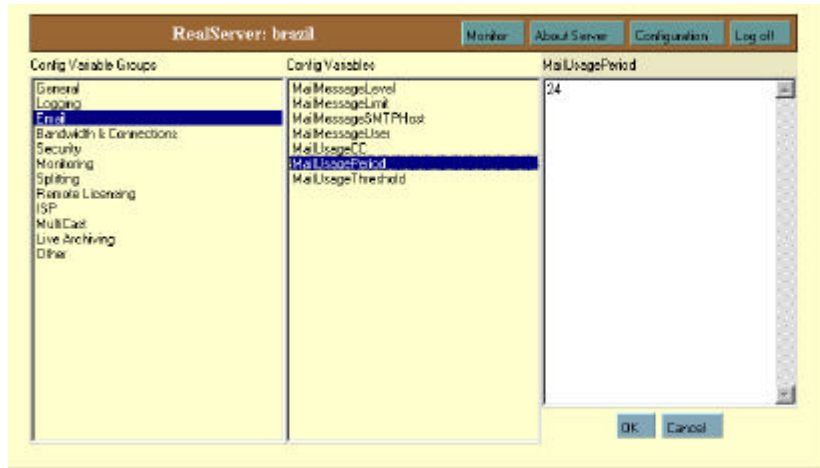 RealServer: brazil
Monitor
About Server
Configuration
Log off
Config Variable Groups
Config Variables
MailUsagePeriod
General
Logging
Email
Bandwidth & Connections
Security
Monitoring
Splitting
Remote Licensing
ISP
MultiCast
Live Archiving
Other
MailMessageLevel
MailMessageLimit
MailMessageSMTPHost
MailMessageUser
MailUsageCC
MailUsagePeriod
MailUsageThreshold
24
OK
Cancel